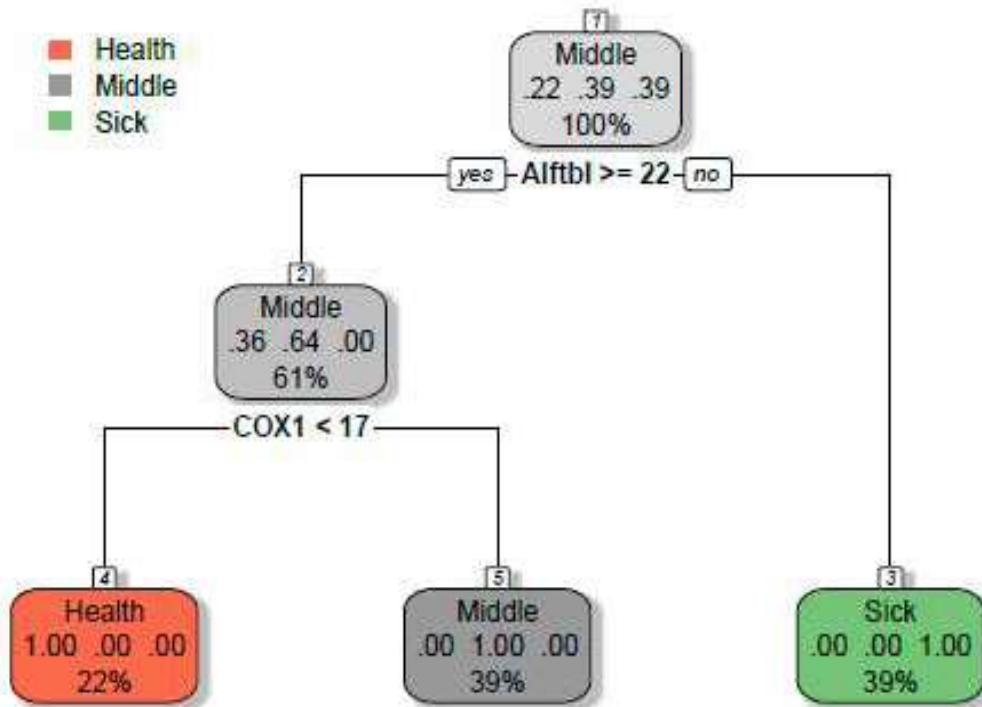 Health
Middle
Sick
1
Middle
.22 .39 .39
100%
yes Alftbl >= 22 no
2
Middle
.36 .64 .00
61%
COX1 < 17
4
Health
1.00 .00 .00
22%
5
Middle
.00 1.00 .00
39%
3
Sick
.00 .00 1.00
39%